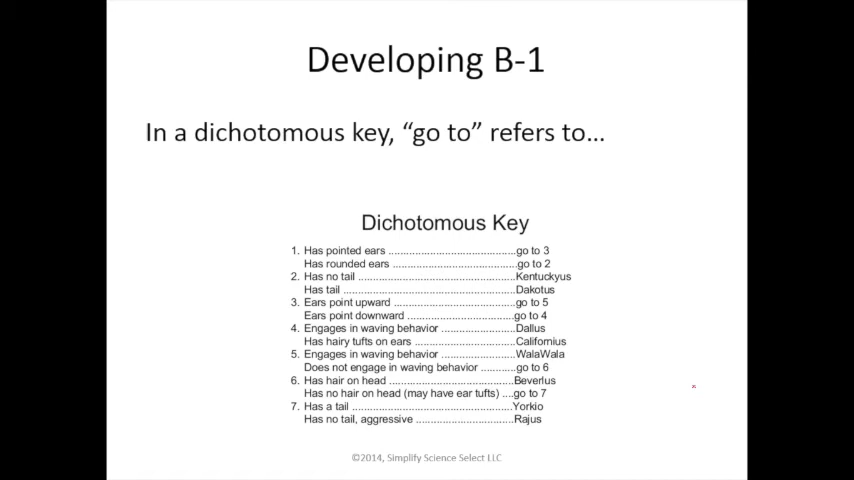 Developing B-1
In a dichotomous key, “go to” refers to…
Dichotomous Key
1. Has pointed ears ...........................................go to 3
Has rounded ears ..........................................go to 2
2. Has no tail .....................................................Kentuckyus
Has tail ..........................................................Dakotus
3. Ears point upward .........................................go to 5
Ears point downward .....................................go to 4
4. Engages in waving behavior .........................Dallus
Has hairy tufts on ears ..................................Californius
5. Engages in waving behavior .........................WalaWala
Does not engage in waving behavior ............go to 6
6. Has hair on head ...........................................Beverlus
Has no hair on head (may have ear tufts) ....go to 7
7. Has a tail ......................................................Yorkio
Has no tail, aggressive ..................................Rajus
©2014, Simplify Science Select LLC